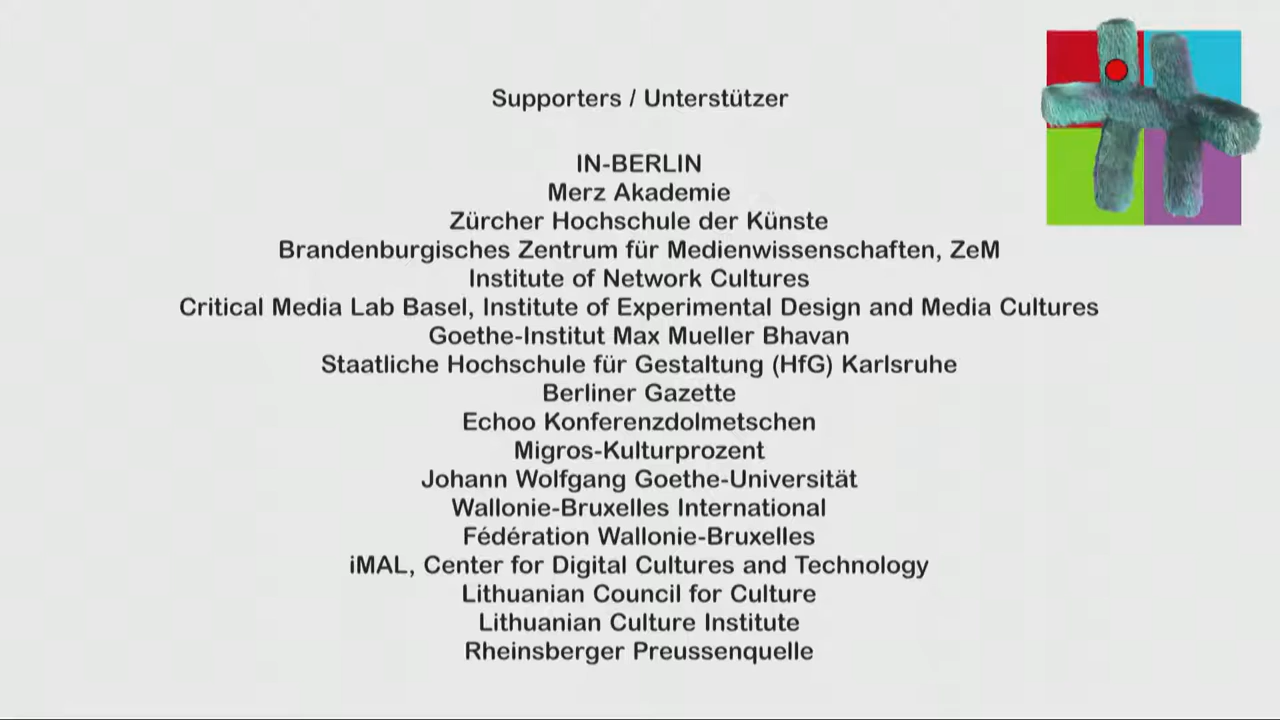 Supporters / Unterstützer
IN-BERLIN
Merz Akademie
Zürcher Hochschule der Künste
Brandenburgisches Zentrum für Medienwissenschaften, ZeM
Institute of Network Cultures
Critical Media Lab Basel, Institute of Experimental Design and Media Cultures
Goethe-Institut Max Mueller Bhavan
Staatliche Hochschule für Gestaltung (HfG) Karlsruhe
Berliner Gazette
Echoo Konferenzdolmetschen
Migros-Kulturprozent
Johann Wolfgang Goethe-Universität
Wallonie-Bruxelles International
Fédération Wallonie-Bruxelles
iMAL, Center for Digital Cultures and Technology
Lithuanian Council for Culture
Lithuanian Culture Institute
Rheinsberger Preussenquelle